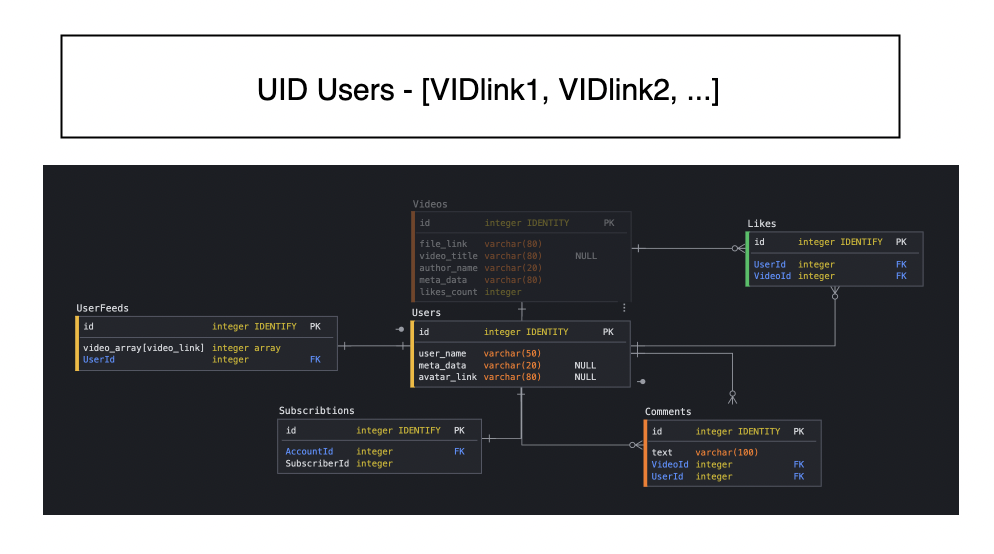 UID Users - [VIDlink1, VIDlink2, ...]
Videos
id integer IDENTITY PK
file_link varchar(80)
video_title varchar(80) NULL
author_name varchar(20)
meta_data varchar(80)
likes_count integer
Likes
id integer IDENTIFY PK
UserId integer FK
VideoId integer FK
UserFeeds
id integer IDENTIFY PK
video_array[video_link] integer array
UserId integer FK
Users
id integer IDENTITY PK
user_name varchar(50)
meta_data varchar(20) NULL
avatar_link varchar(80) NULL
Subscribtions
id integer IDENTIFY PK
AccountId integer FK
SubscriberId integer
Comments
id integer IDENTITY PK
text varchar(100)
VideoId integer FK
UserId integer FK